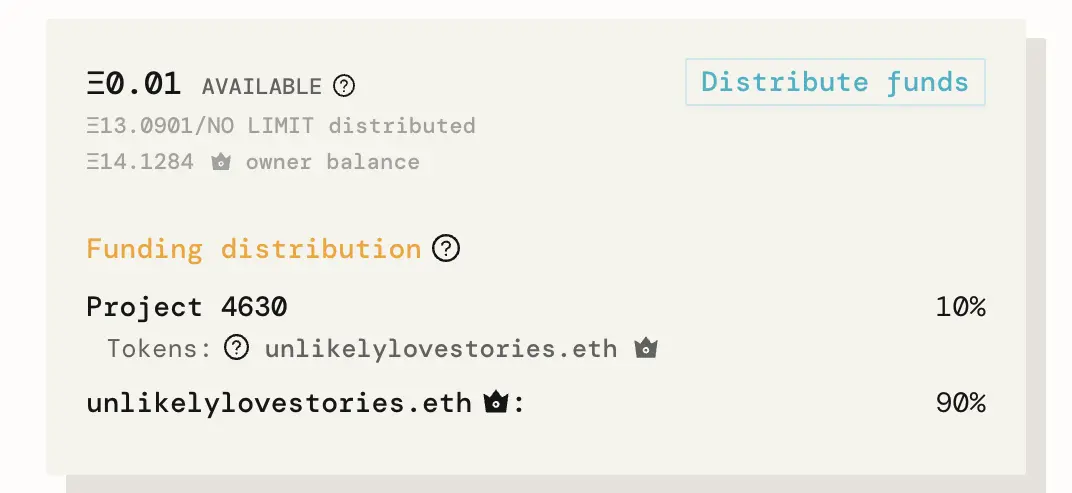 Ξ0.01 AVAILABLE ?
Distribute funds
Ξ13.0901/NO LIMIT distributed
Ξ14.1284 owner balance
Funding distribution ?
Project 4630 10%
Tokens: ? unlikelylovestories.eth
unlikelylovestories.eth : 90%